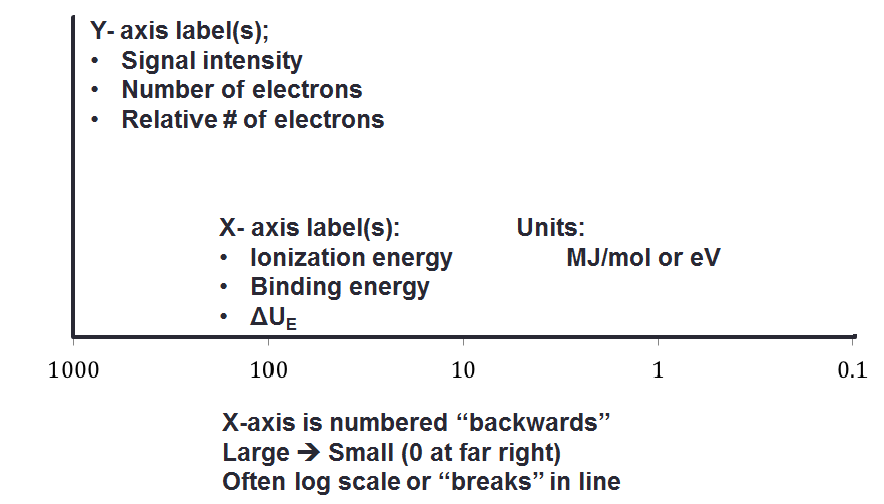 Y- axis label(s);
• Signal intensity
• Number of electrons
• Relative # of electrons
X- axis label(s):
• Ionization energy
• Binding energy
• ΔUE
Units:
MJ/mol or eV
1000 100 10 1 0.1
X-axis is numbered “backwards”
Large ➔ Small (0 at far right)
Often log scale or “breaks” in line